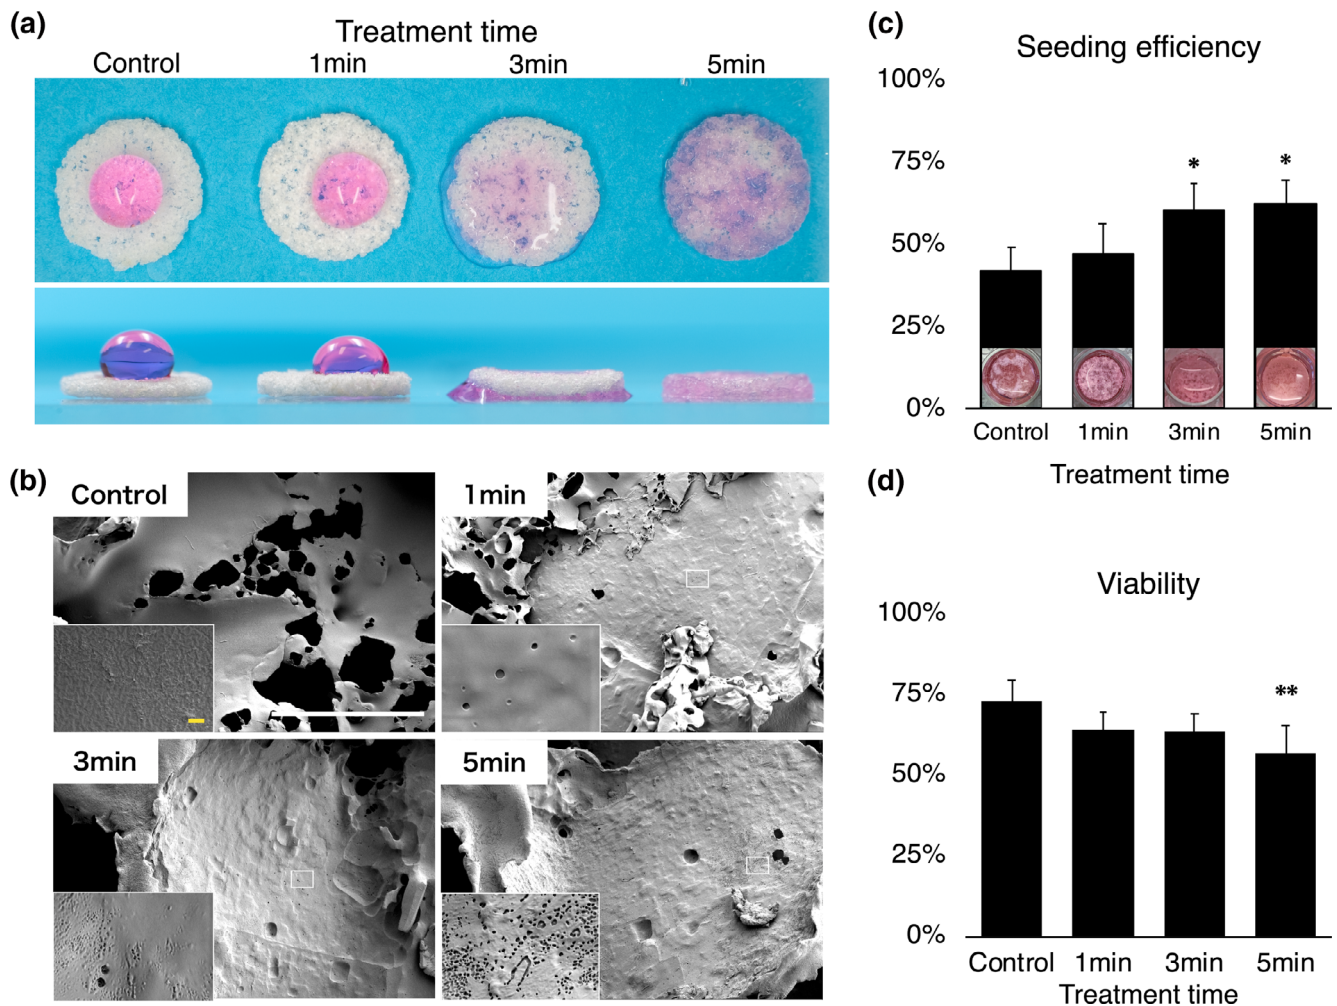 (a)
Treatment time
Control 1min 3min 5min
(b)
Control
1min
3min
5min
(c)
Seeding efficiency
100%
75%
50%
25%
0%
* *
Control 1min 3min 5min
Treatment time
(d)
Viability
100%
75%
50%
25%
0%
**
Control 1min 3min 5min
Treatment time